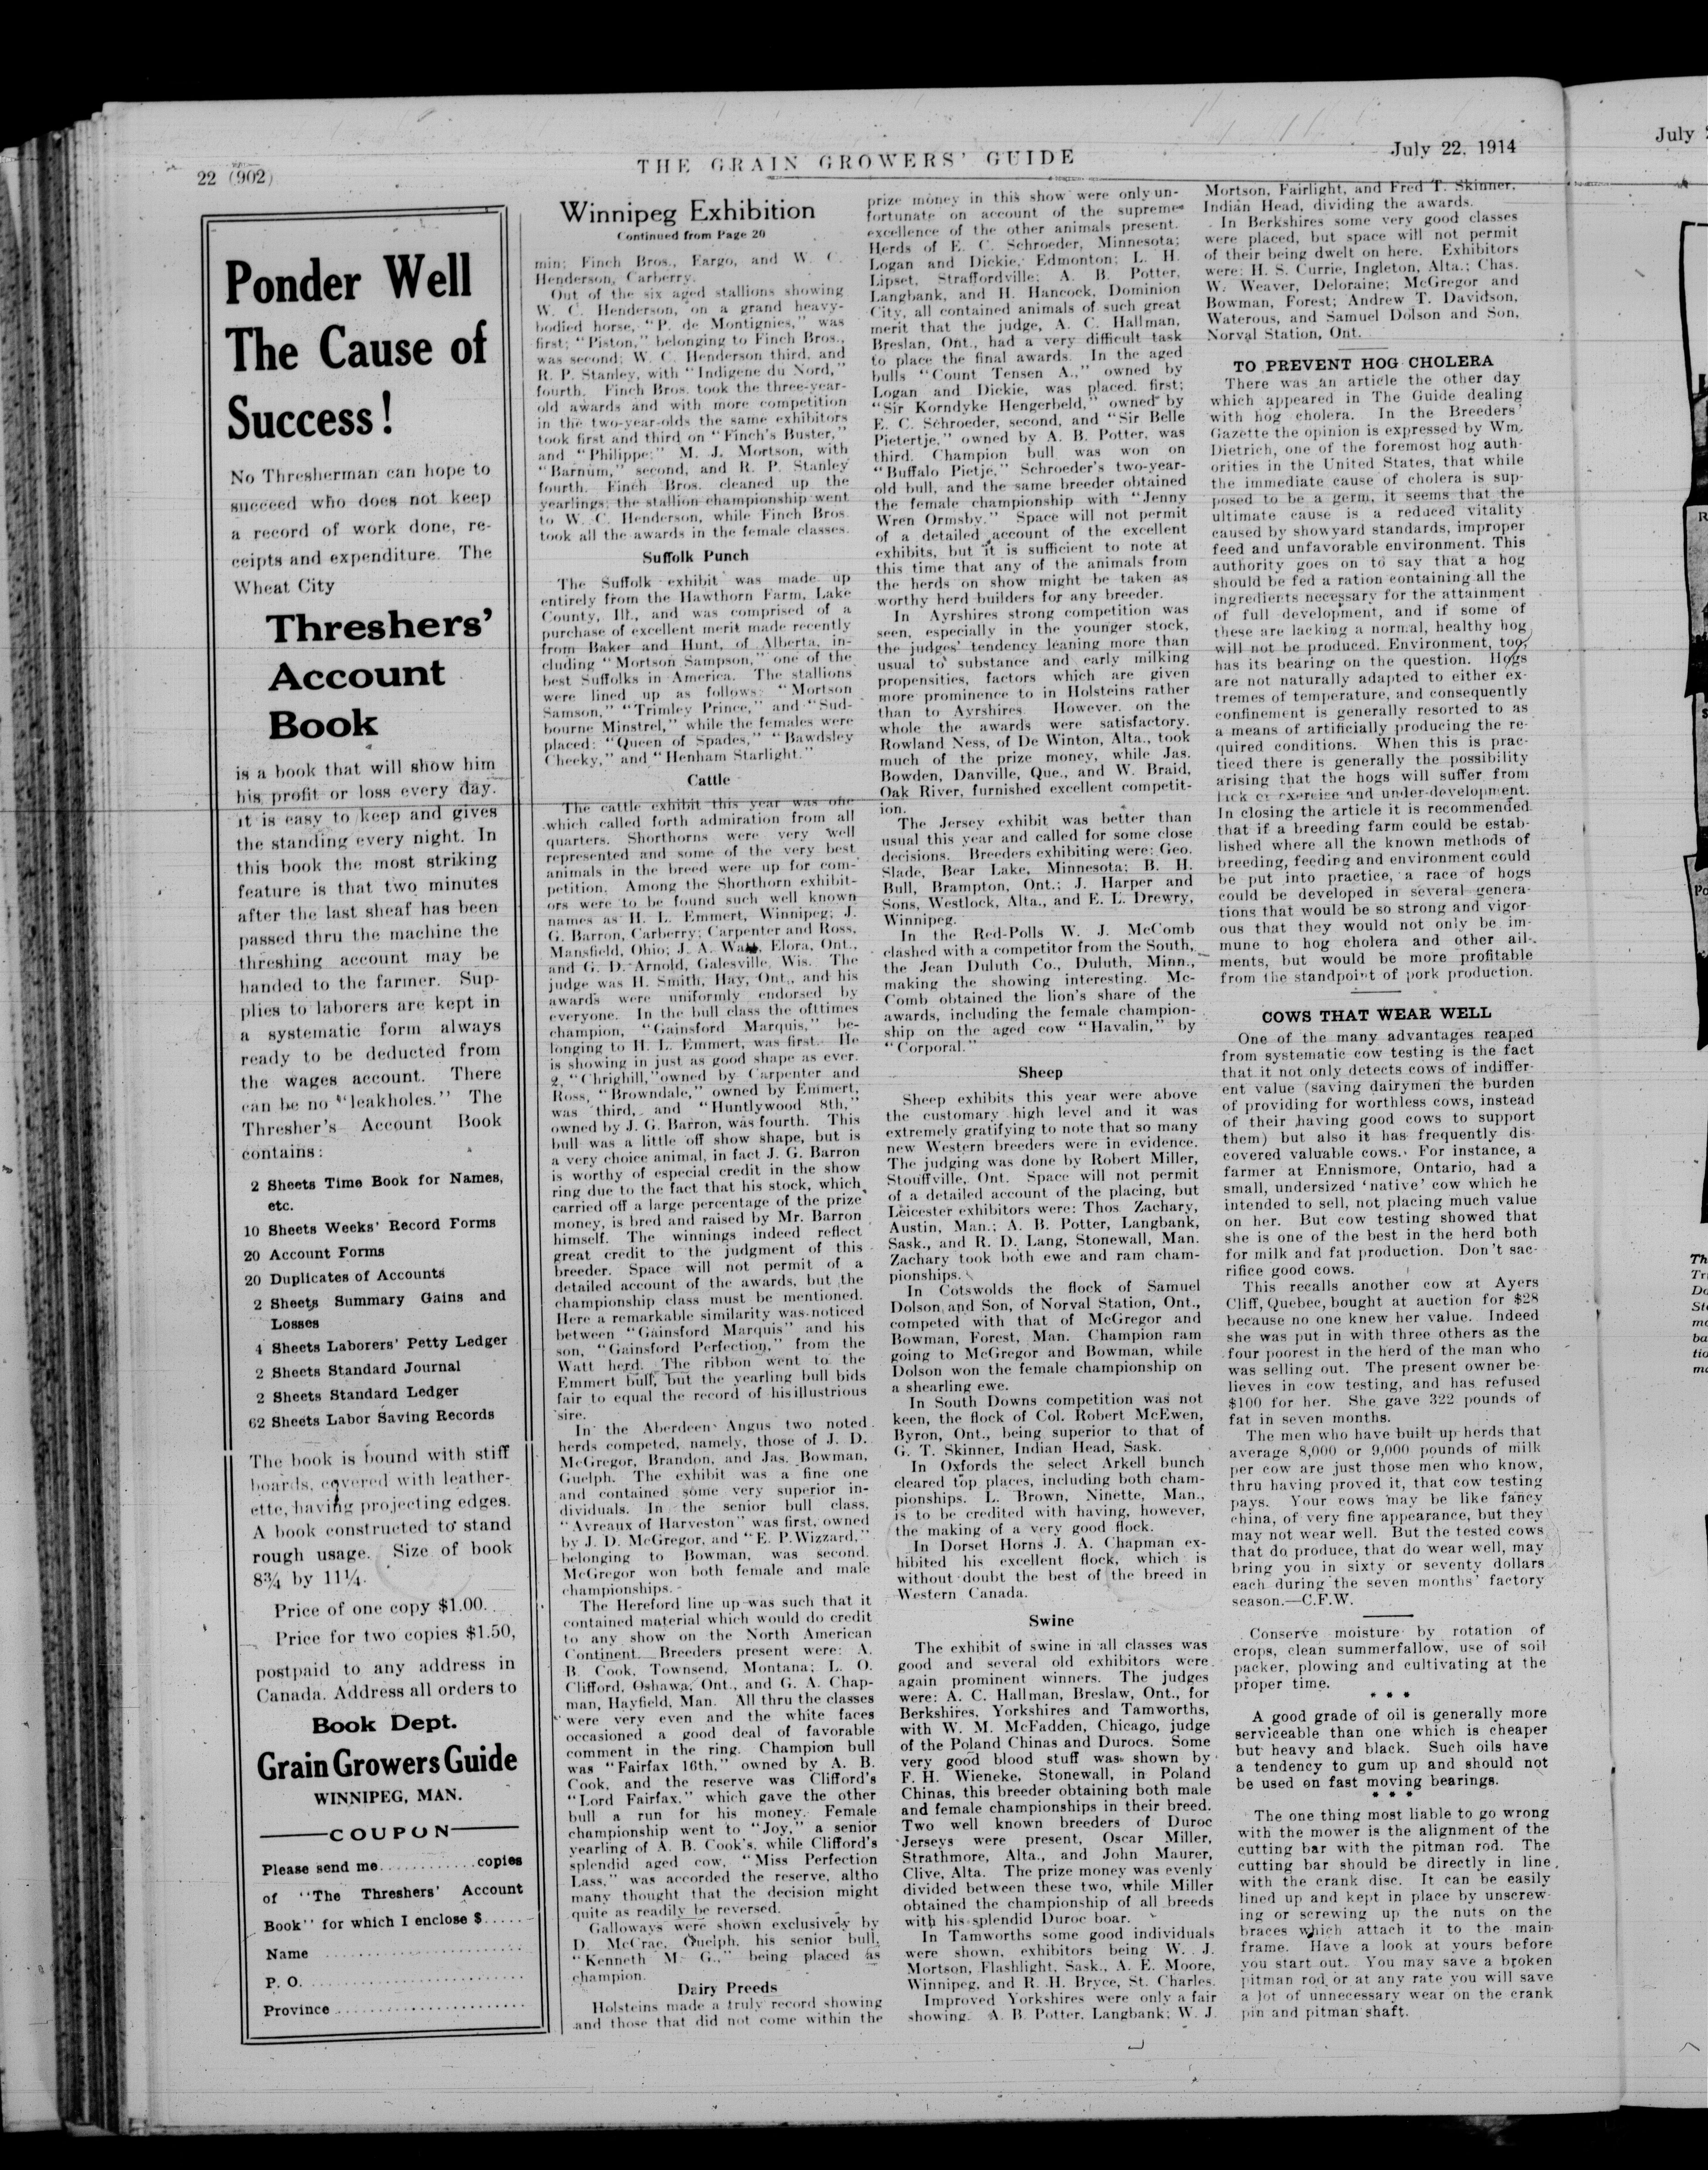 22 (902)
THE GRAIN GROWERS' GUIDE
July 22, 1914
Ponder Well
The Cause of
Success!
No Thresherman can hope to
succeed who does not keep
a record of work done, re-
ceipts and expenditure. The
Wheat City
Threshers'
Account
Book
is a book that will show him
his profit or loss every day.
it is easy to keep and gives
the standing every night. In
this book the most striking
feature is that two minutes
after the last sheaf has been
passed thru the machine the
threshing account may be
handed to the farmer. Sup-
plies to laborers are kept in
a systematic form always
ready to be deducted from
the wages account. There
can be no "leakholes." The
Thresher's Account Book
contains:
2 Sheets Time Book for Names,
etc.
10 Sheets Weeks' Record Forms
20 Account Forms
20 Duplicates of Accounts
2 Sheets Summary Gains and
Losses
4 Sheets Laborers' Petty Ledger
2 Sheets Standard Journal
2 Sheets Standard Ledger
62 Sheets Labor Saving Records
The book is bound with stiff
boards, covered with leather-
ette, having projecting edges.
A book constructed to stand
rough usage. Size of book
8¾ by 11¼.
Price of one copy $1.00.
Price for two copies $1.50,
postpaid to any address in
Canada. Address all orders to
Book Dept.
Grain Growers Guide
WINNIPEG, MAN.
COUPON
Please send me............copies
of "The Threshers' Account
Book" for which I enclose $......
Name ..........................
P. O. ...........................
Province ........................
Winnipeg Exhibition
Continued from Page 20
min; Finch Bros., Fargo, and W. C.
Henderson, Carberry.
Out of the six aged stallions showing
W. C. Henderson, on a grand heavy-
bodied horse, "P. de Montignies," was
first; "Piston," belonging to Finch Bros.,
was second; W. C. Henderson third, and
R. P. Stanley, with "Indigene du Nord,"
fourth. Finch Bros. took the three-year-
old awards and with more competition
in the two-year-olds the same exhibitors
took first and third on "Finch's Buster,"
and "Philippe;" M. J. Mortson, with
"Barnum," second, and R. P. Stanley
fourth. Finch Bros. cleaned up the
yearlings; the stallion championship went
to W. C. Henderson, while Finch Bros.
took all the awards in the female classes.
Suffolk Punch
The Suffolk exhibit was made up
entirely from the Hawthorn Farm, Lake
County, Ill., and was comprised of a
purchase of excellent merit made recently
from Baker and Hunt, of Alberta, in-
cluding "Mortson Sampson," one of the
best Suffolks in America. The stallions
were lined up as follows: "Mortson
Samson," "Trimley Prince," and "Sud-
bourne Minstrel," while the females were
placed: "Queen of Spades," "Bawdsley
Cheeky," and "Henham Starlight."
Cattle
The cattle exhibit this year was one
which called forth admiration from all
quarters. Shorthorns were very well
represented and some of the very best
animals in the breed were up for com-
petition. Among the Shorthorn exhibit-
ors were to be found such well known
names as H. L. Emmert, Winnipeg; J.
G. Barron, Carberry; Carpenter and Ross,
Mansfield, Ohio; J. A. Watt, Elora, Ont.,
and G. D. Arnold, Galesville, Wis. The
judge was H. Smith, Hay, Ont., and his
awards were uniformly endorsed by
everyone. In the bull class the ofttimes
champion, "Gainsford Marquis," be-
longing to H. L. Emmert, was first. He
is showing in just as good shape as ever.
2, "Chrighill," owned by Carpenter and
Ross, "Browndale," owned by Emmert,
was third, and "Huntlywood 8th,"
owned by J. G. Barron, was fourth. This
bull was a little off show shape, but is
a very choice animal, in fact J. G. Barron
is worthy of especial credit in the show
ring due to the fact that his stock, which
carried off a large percentage of the prize
money, is bred and raised by Mr. Barron
himself. The winnings indeed reflect
great credit to the judgment of this
breeder. Space will not permit of a
detailed account of the awards, but the
championship class must be mentioned.
Here a remarkable similarity was noticed
between "Gainsford Marquis" and his
son, "Gainsford Perfection," from the
Watt herd. The ribbon went to the
Emmert bull, but the yearling bull bids
fair to equal the record of his illustrious
sire.
In the Aberdeen Angus two noted
herds competed, namely, those of J. D.
McGregor, Brandon, and Jas. Bowman,
Guelph. The exhibit was a fine one
and contained some very superior in-
dividuals. In the senior bull class,
"Avreaux of Harveston" was first, owned
by J. D. McGregor, and "E. P. Wizzard,"
belonging to Bowman, was second.
McGregor won both female and male
championships.
The Hereford line up was such that it
contained material which would do credit
to any show on the North American
Continent. Breeders present were: A.
B. Cook, Townsend, Montana; L. O.
Clifford, Oshawa, Ont., and G. A. Chap-
man, Hayfield, Man. All thru the classes
were very even and the white faces
occasioned a good deal of favorable
comment in the ring. Champion bull
was "Fairfax 16th," owned by A. B.
Cook, and the reserve was Clifford's
"Lord Fairfax," which gave the other
bull a run for his money. Female
championship went to "Joy," a senior
yearling of A. B. Cook's, while Clifford's
splendid aged cow, "Miss Perfection
Lass," was accorded the reserve, altho
many thought that the decision might
quite as readily be reversed.
Galloways were shown exclusively by
D. McCrae, Guelph, his senior bull,
"Kenneth M. G.," being placed as
champion.
Dairy Preeds
Holsteins made a truly record showing
and those that did not come within the
prize money in this show were only un-
fortunate on account of the supreme
excellence of the other animals present.
Herds of E. C. Schroeder, Minnesota;
Logan and Dickie, Edmonton; L. H.
Lipset, Straffordville; A. B. Potter,
Langbank, and H. Hancock, Dominion
City, all contained animals of such great
merit that the judge, A. C. Hallman,
Breslan, Ont., had a very difficult task
to place the final awards. In the aged
bulls "Count Tensen A.," owned by
Logan and Dickie, was placed first;
"Sir Korndyke Hengerbeld," owned by
E. C. Schroeder, second, and "Sir Belle
Pietertje," owned by A. B. Potter, was
third. Champion bull was won on
"Buffalo Pietje," Schroeder's two-year-
old bull, and the same breeder obtained
the female championship with "Jenny
Wren Ormsby." Space will not permit
of a detailed account of the excellent
exhibits, but it is sufficient to note at
this time that any of the animals from
the herds on show might be taken as
worthy herd builders for any breeder.
In Ayrshires strong competition was
seen, especially in the younger stock,
the judges' tendency leaning more than
usual to substance and early milking
propensities, factors which are given
more prominence to in Holsteins rather
than to Ayrshires. However, on the
whole the awards were satisfactory.
Rowland Ness, of De Winton, Alta., took
much of the prize money, while Jas.
Bowden, Danville, Que., and W. Braid,
Oak River, furnished excellent competit-
ion.
The Jersey exhibit was better than
usual this year and called for some close
decisions. Breeders exhibiting were: Geo.
Slade, Bear Lake, Minnesota; B. H.
Bull, Brampton, Ont.; J. Harper and
Sons, Westlock, Alta., and E. L. Drewry,
Winnipeg.
In the Red-Polls W. J. McComb
clashed with a competitor from the South,
the Jean Duluth Co., Duluth, Minn.,
making the showing interesting. Mc-
Comb obtained the lion's share of the
awards, including the female champion-
ship on the aged cow "Havalin," by
"Corporal."
Sheep
Sheep exhibits this year were above
the customary high level and it was
extremely gratifying to note that so many
new Western breeders were in evidence.
The judging was done by Robert Miller,
Stouffville, Ont. Space will not permit
of a detailed account of the placing, but
Leicester exhibitors were: Thos. Zachary,
Austin, Man.; A. B. Potter, Langbank,
Sask., and R. D. Lang, Stonewall, Man.
Zachary took both ewe and ram cham-
pionships.
In Cotswolds the flock of Samuel
Dolson and Son, of Norval Station, Ont.,
competed with that of McGregor and
Bowman, Forest, Man. Champion ram
going to McGregor and Bowman, while
Dolson won the female championship on
a shearling ewe.
In South Downs competition was not
keen, the flock of Col. Robert McEwen,
Byron, Ont., being superior to that of
G. T. Skinner, Indian Head, Sask.
In Oxfords the select Arkell bunch
cleared top places, including both cham-
pionships. L. Brown, Ninette, Man.,
is to be credited with having, however,
the making of a very good flock.
In Dorset Horns J. A. Chapman ex-
hibited his excellent flock, which is
without doubt the best of the breed in
Western Canada.
Swine
The exhibit of swine in all classes was
good and several old exhibitors were
again prominent winners. The judges
were: A. C. Hallman, Breslaw, Ont., for
Berkshires, Yorkshires and Tamworths,
with W. M. McFadden, Chicago, judge
of the Poland Chinas and Durocs. Some
very good blood stuff was shown by
F. H. Wieneke, Stonewall, in Poland
Chinas, this breeder obtaining both male
and female championships in their breed.
Two well known breeders of Duroc
Jerseys were present, Oscar Miller,
Strathmore, Alta., and John Maurer,
Clive, Alta. The prize money was evenly
divided between these two, while Miller
obtained the championship of all breeds
with his splendid Duroc boar.
In Tamworths some good individuals
were shown, exhibitors being W. J.
Mortson, Flashlight, Sask., A. E. Moore,
Winnipeg, and R. H. Bryce, St. Charles.
Improved Yorkshires were only a fair
showing. A. B. Potter, Langbank; W. J.
Mortson, Fairlight, and Fred T. Skinner,
Indian Head, dividing the awards.
In Berkshires some very good classes
were placed, but space will not permit
of their being dwelt on here. Exhibitors
were: H. S. Currie, Ingleton, Alta.; Chas.
W. Weaver, Deloraine; McGregor and
Bowman, Forest; Andrew T. Davidson,
Waterous, and Samuel Dolson and Son,
Norval Station, Ont.
TO PREVENT HOG CHOLERA
There was an article the other day
which appeared in The Guide dealing
with hog cholera. In the Breeders'
Gazette the opinion is expressed by Wm.
Dietrich, one of the foremost hog auth-
orities in the United States, that while
the immediate cause of cholera is sup-
posed to be a germ, it seems that the
ultimate cause is a reduced vitality
caused by showyard standards, improper
feed and unfavorable environment. This
authority goes on to say that a hog
should be fed a ration containing all the
ingredients necessary for the attainment
of full development, and if some of
these are lacking a normal, healthy hog
will not be produced. Environment, too,
has its bearing on the question. Hogs
are not naturally adapted to either ex-
tremes of temperature, and consequently
confinement is generally resorted to as
a means of artificially producing the re-
quired conditions. When this is prac-
ticed there is generally the possibility
arising that the hogs will suffer from
lack of exercise and under-development.
In closing the article it is recommended
that if a breeding farm could be estab-
lished where all the known methods of
breeding, feeding and environment could
be put into practice, a race of hogs
could be developed in several genera-
tions that would be so strong and vigor-
ous that they would not only be im-
mune to hog cholera and other ail-
ments, but would be more profitable
from the standpoint of pork production.
COWS THAT WEAR WELL
One of the many advantages reaped
from systematic cow testing is the fact
that it not only detects cows of indiffer-
ent value (saving dairymen the burden
of providing for worthless cows, instead
of their having good cows to support
them) but also it has frequently dis-
covered valuable cows. For instance, a
farmer at Ennismore, Ontario, had a
small, undersized 'native' cow which he
intended to sell, not placing much value
on her. But cow testing showed that
she is one of the best in the herd both
for milk and fat production. Don't sac-
rifice good cows.
This recalls another cow at Ayers
Cliff, Quebec, bought at auction for $28
because no one knew her value. Indeed
she was put in with three others as the
four poorest in the herd of the man who
was selling out. The present owner be-
lieves in cow testing, and has refused
$100 for her. She gave 322 pounds of
fat in seven months.
The men who have built up herds that
average 8,000 or 9,000 pounds of milk
per cow are just those men who know,
thru having proved it, that cow testing
pays. Your cows may be like fancy
china, of very fine appearance, but they
may not wear well. But the tested cows
that do produce, that do wear well, may
bring you in sixty or seventy dollars
each during the seven months' factory
season.—C.F.W.
Conserve moisture by rotation of
crops, clean summerfallow, use of soil
packer, plowing and cultivating at the
proper time.
* * *
A good grade of oil is generally more
serviceable than one which is cheaper
but heavy and black. Such oils have
a tendency to gum up and should not
be used on fast moving bearings.
* * *
The one thing most liable to go wrong
with the mower is the alignment of the
cutting bar with the pitman rod. The
cutting bar should be directly in line
with the crank disc. It can be easily
lined up and kept in place by unscrew-
ing or screwing up the nuts on the
braces which attach it to the main
frame. Have a look at yours before
you start out. You may save a broken
pitman rod or at any rate you will save
a lot of unnecessary wear on the crank
pin and pitman shaft.
July